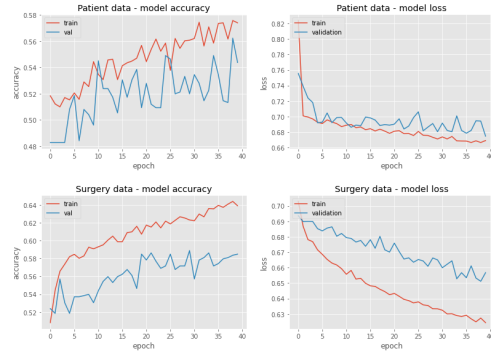 Patient data - model accuracy
train
val
0.58
0.56
0.54
0.52
0.50
0.48
accuracy
0 5 10 15 20 25 30 35 40
epoch
Patient data - model loss
train
validation
0.82
0.80
0.78
0.76
0.74
0.72
0.70
0.68
0.66
loss
0 5 10 15 20 25 30 35 40
epoch
Surgery data - model accuracy
train
val
0.64
0.62
0.60
0.58
0.56
0.54
0.52
accuracy
0 5 10 15 20 25 30 35 40
epoch
Surgery data - model loss
train
validation
0.70
0.69
0.68
0.67
0.66
0.65
0.64
0.63
loss
0 5 10 15 20 25 30 35 40
epoch